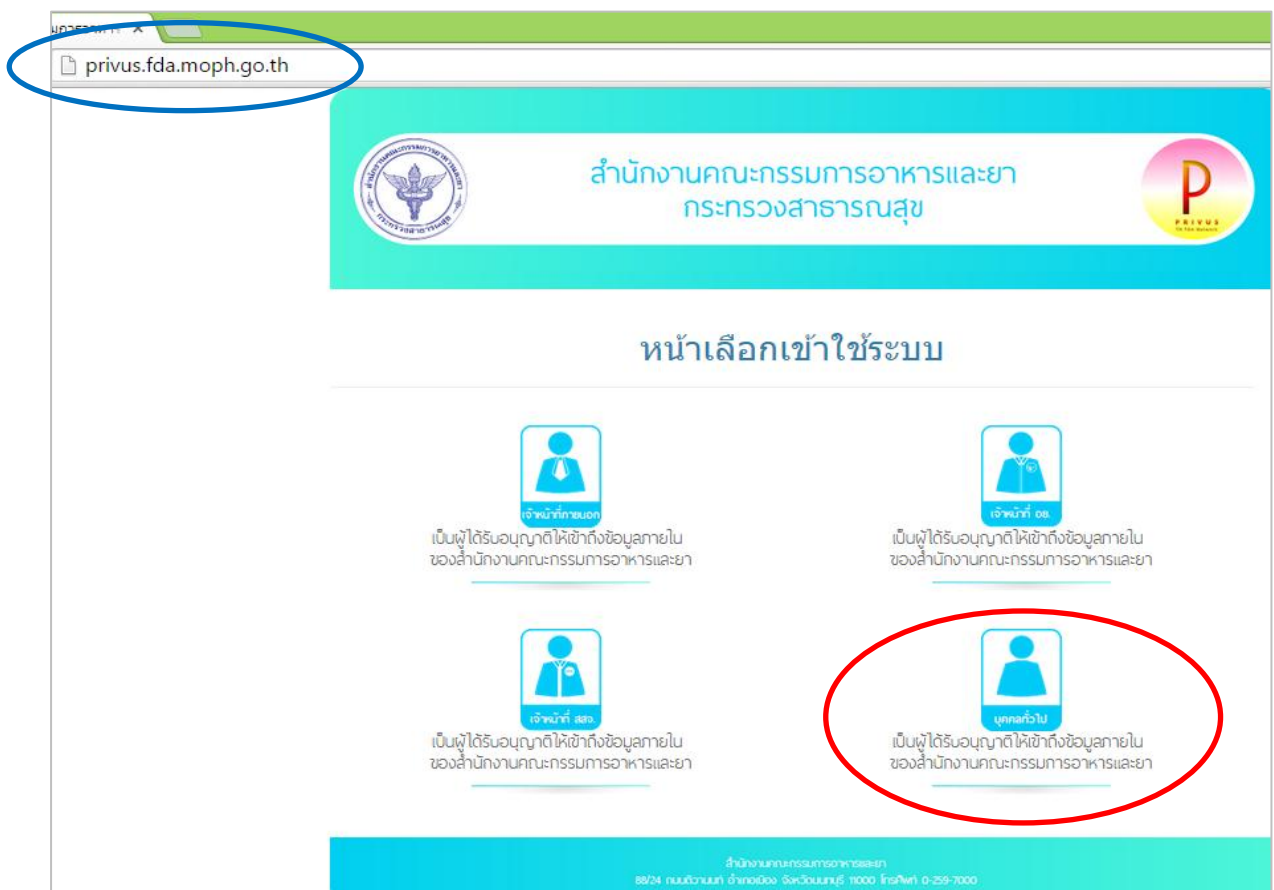 privus.fda.moph.go.th
สำนักงานคณะกรรมการอาหารและยา
กระทรวงสาธารณสุข
P
PRIVUS
หน้าเลือกเข้าใช้ระบบ
เจ้าหน้าที่ภายนอก
เป็นผู้ได้รับอนุญาติให้เข้าถึงข้อมูลภายใน
ของสำนักงานคณะกรรมการอาหารและยา
เจ้าหน้าที่ อย.
เป็นผู้ได้รับอนุญาติให้เข้าถึงข้อมูลภายใน
ของสำนักงานคณะกรรมการอาหารและยา
เจ้าหน้าที่ สสจ.
เป็นผู้ได้รับอนุญาติให้เข้าถึงข้อมูลภายใน
ของสำนักงานคณะกรรมการอาหารและยา
บุคคลทั่วไป
เป็นผู้ได้รับอนุญาติให้เข้าถึงข้อมูลภายใน
ของสำนักงานคณะกรรมการอาหารและยา
สำนักงานคณะกรรมการอาหารและยา
88/24 ถนนติวานนท์ อำเภอเมือง จังหวัดนนทบุรี 11000 โทรศัพท์ 0-259-7000